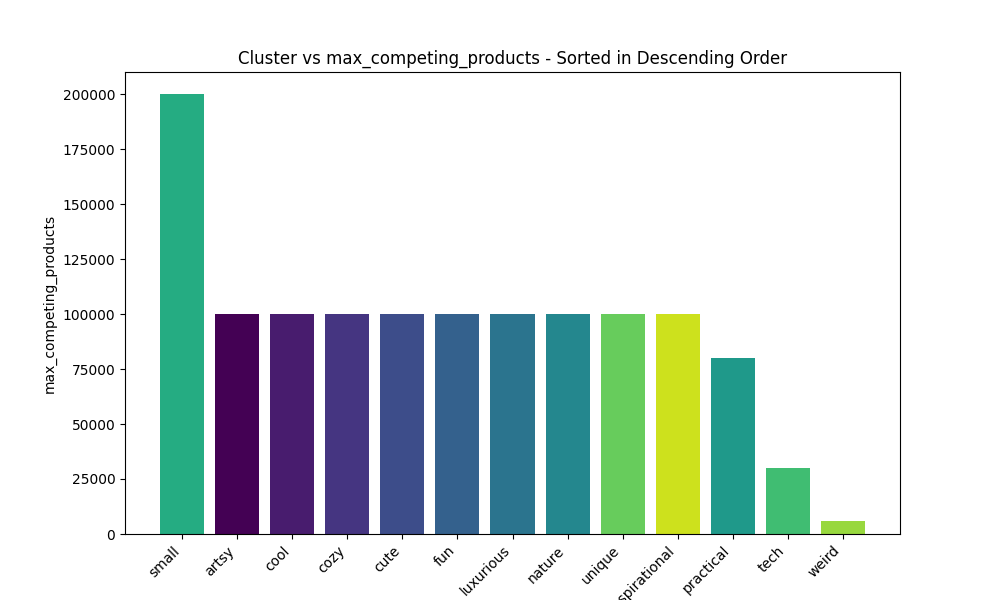 Cluster vs max_competing_products - Sorted in Descending Order
max_competing_products
200000
175000
150000
125000
100000
75000
50000
25000
0
small
artsy
cool
cozy
cute
fun
luxurious
nature
unique
spirational
practical
tech
weird